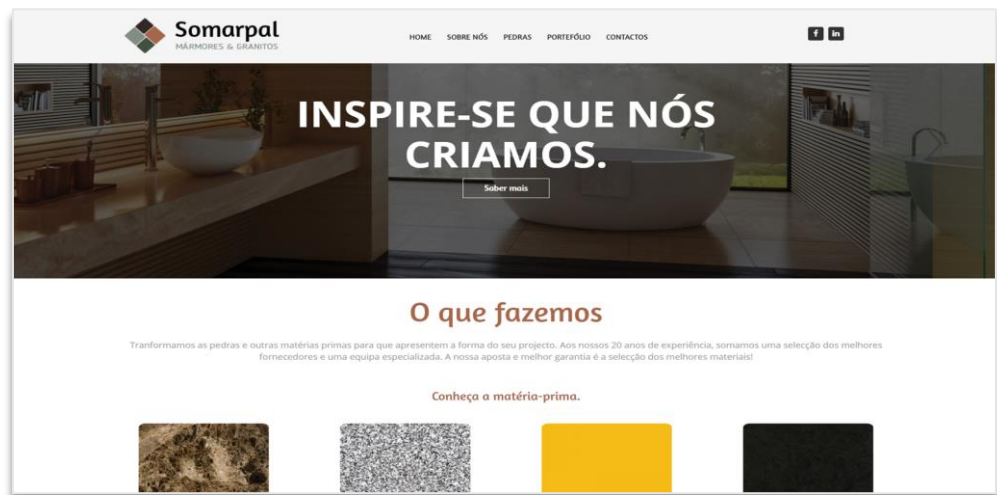 Somarpal
MÁRMORES & GRANITOS
HOME SOBRE NÓS PEDRAS PORTEFÓLIO CONTACTOS
f in
INSPIRE-SE QUE NÓS
CRIAMOS.
Saber mais
O que fazemos
Tranformamos as pedras e outras matérias primas para que apresentem a forma do seu projecto. Aos nossos 20 anos de experiência, somamos uma selecção dos melhores
fornecedores e uma equipa especializada. A nossa aposta e melhor garantia é a selecção dos melhores materiais!
Conheça a matéria-prima.